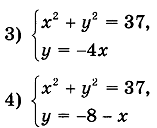 3) { x² + y² = 37,
y = -4x
4) { x² + y² = 37,
y = -8 - x